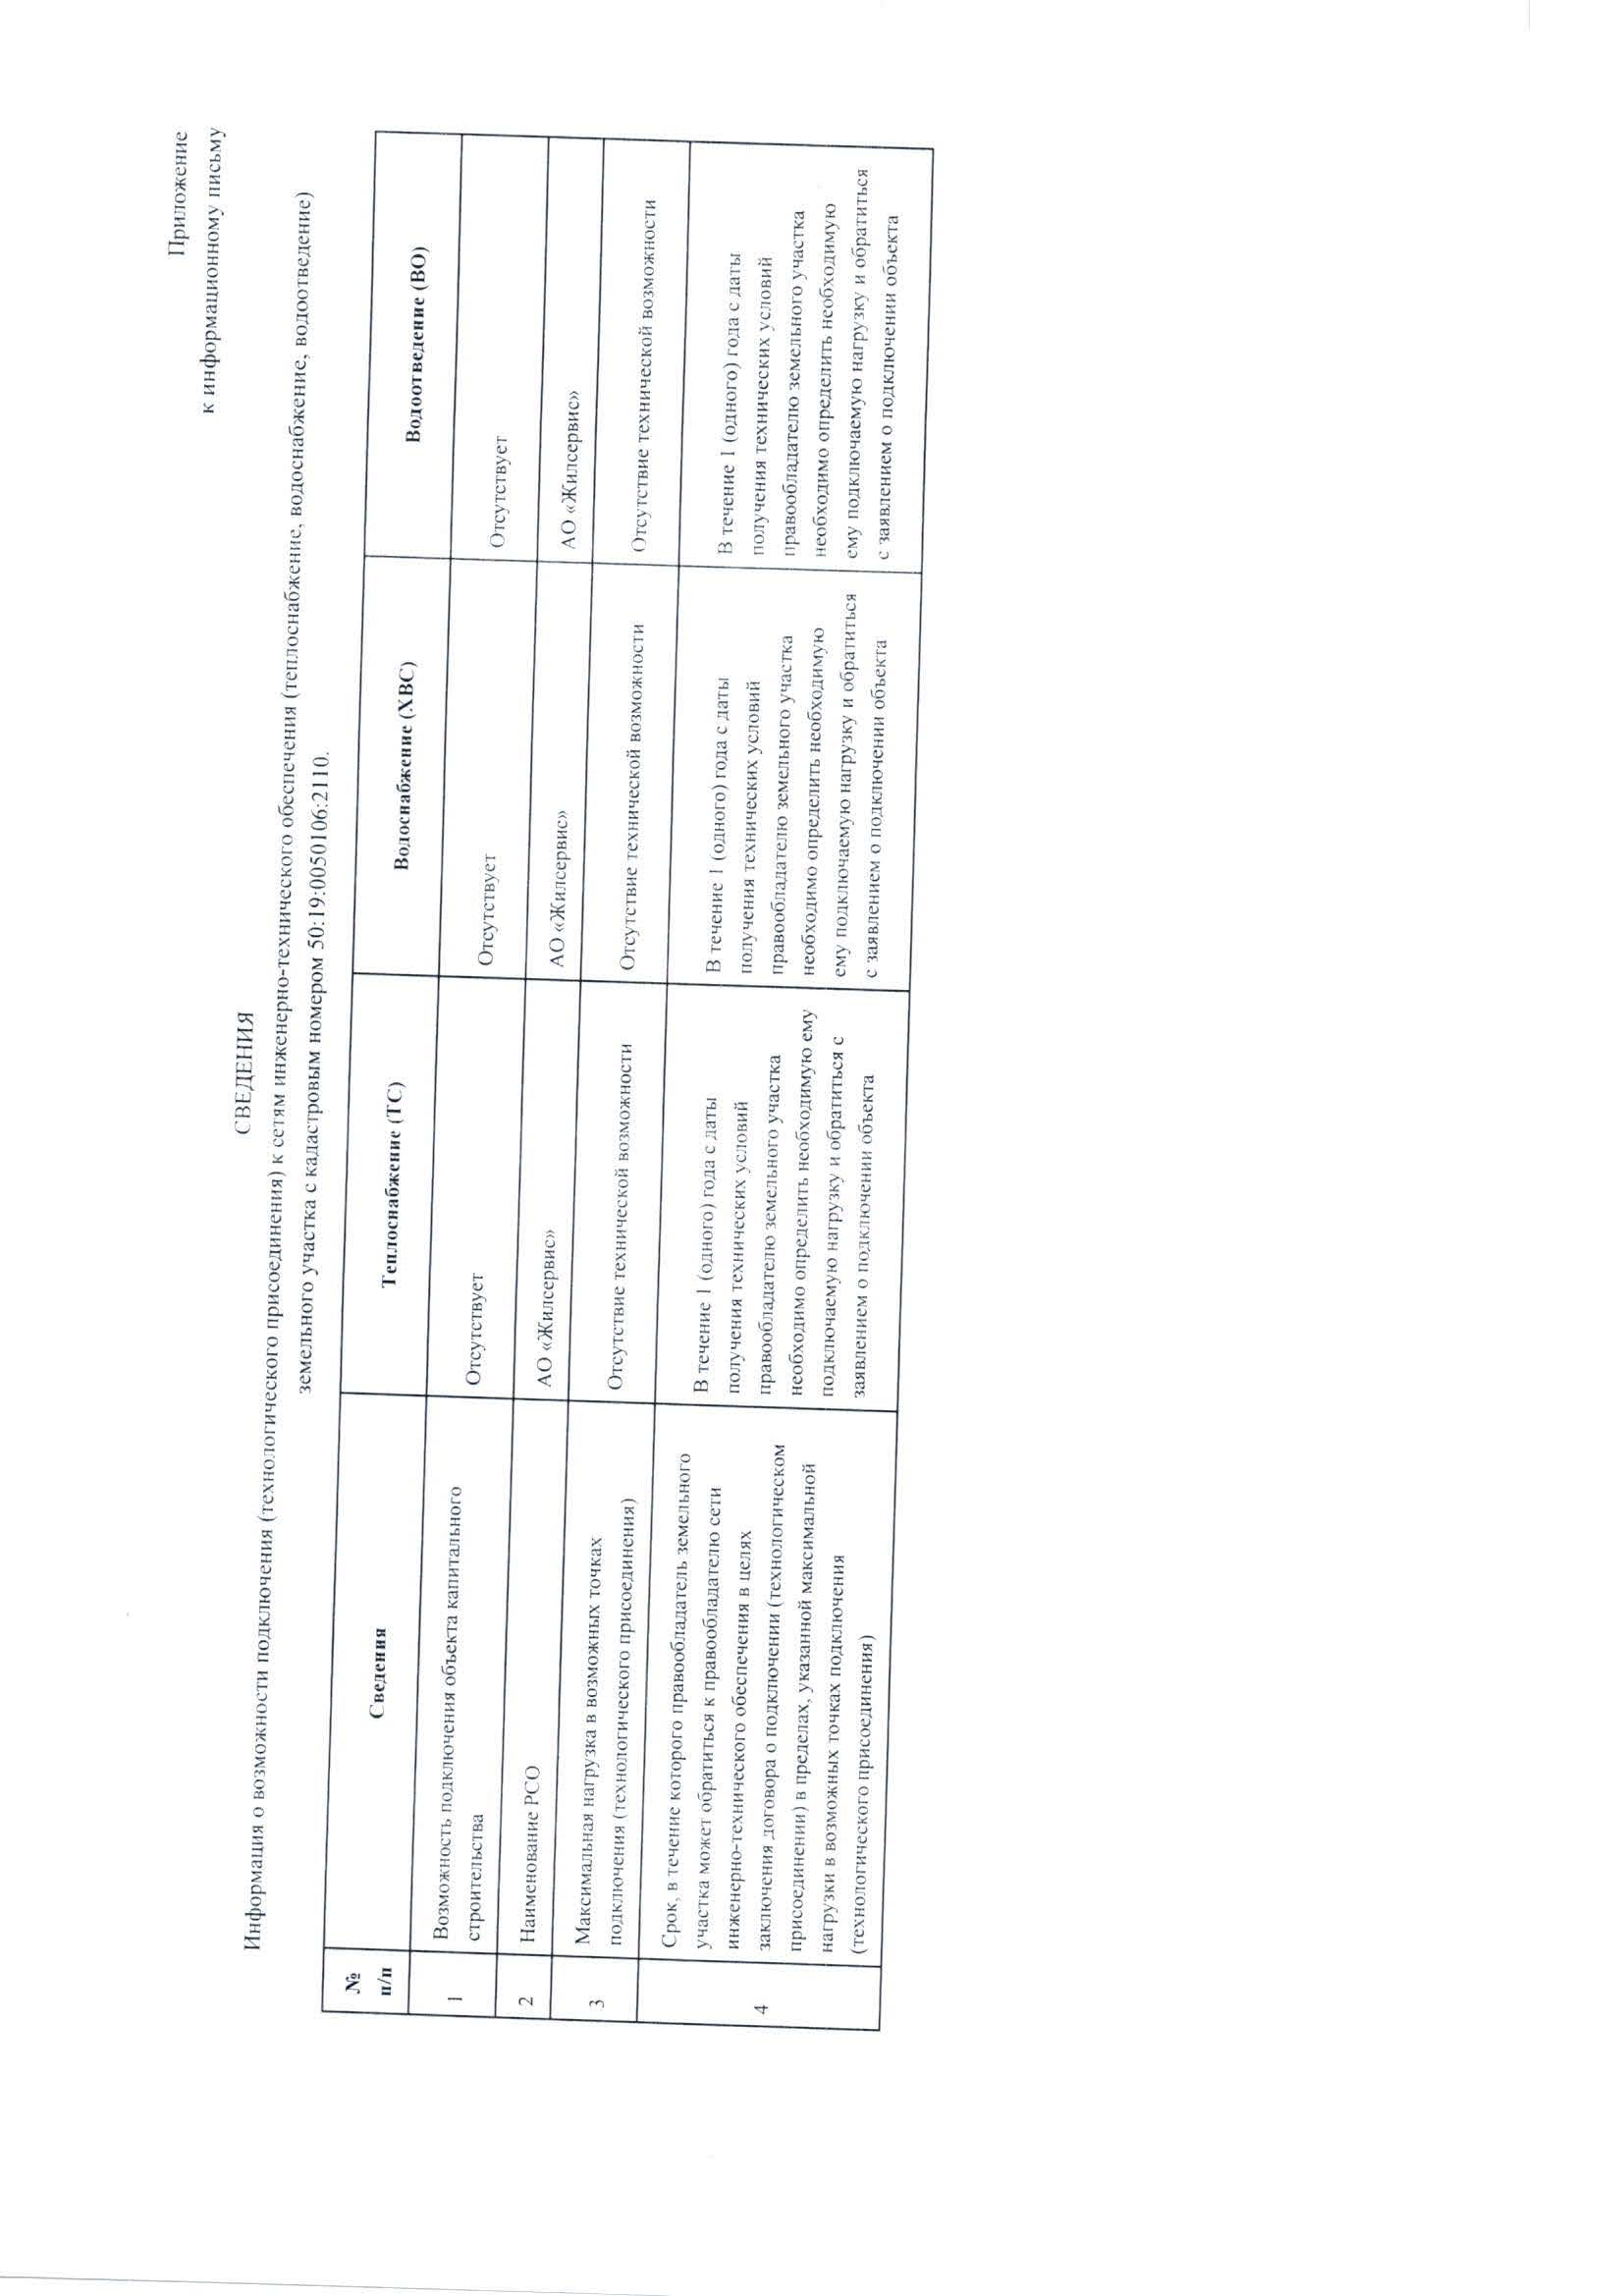 Приложение
к информационному письму
СВЕДЕНИЯ
Информация о возможности подключения (технологического присоединения) к сетям инженерно-технического обеспечения (теплоснабжение, водоснабжение, водоотведение)
земельного участка с кадастровым номером 50:19:0050106:2110.
№
п/п
Сведения
Теплоснабжение (ТС)
Водоснабжение (ХВС)
Водоотведение (ВО)
1
Возможность подключения объекта капитального
строительства
Отсутствует
Отсутствует
Отсутствует
2
Наименование РСО
АО «Жилсервис»
АО «Жилсервис»
АО «Жилсервис»
3
Максимальная нагрузка в возможных точках
подключения (технологического присоединения)
Отсутствие технической возможности
Отсутствие технической возможности
Отсутствие технической возможности
4
Срок, в течение которого правообладатель земельного
участка может обратиться к правообладателю сети
инженерно-технического обеспечения в целях
заключения договора о подключении (технологическом
присоединении) в пределах, указанной максимальной
нагрузки в возможных точках подключения
(технологического присоединения)
В течение 1 (одного) года с даты
получения технических условий
правообладателю земельного участка
необходимо определить необходимую ему
подключаемую нагрузку и обратиться с
заявлением о подключении объекта
В течение 1 (одного) года с даты
получения технических условий
правообладателю земельного участка
необходимо определить необходимую
ему подключаемую нагрузку и обратиться
с заявлением о подключении объекта
В течение 1 (одного) года с даты
получения технических условий
правообладателю земельного участка
необходимо определить необходимую
ему подключаемую нагрузку и обратиться
с заявлением о подключении объекта